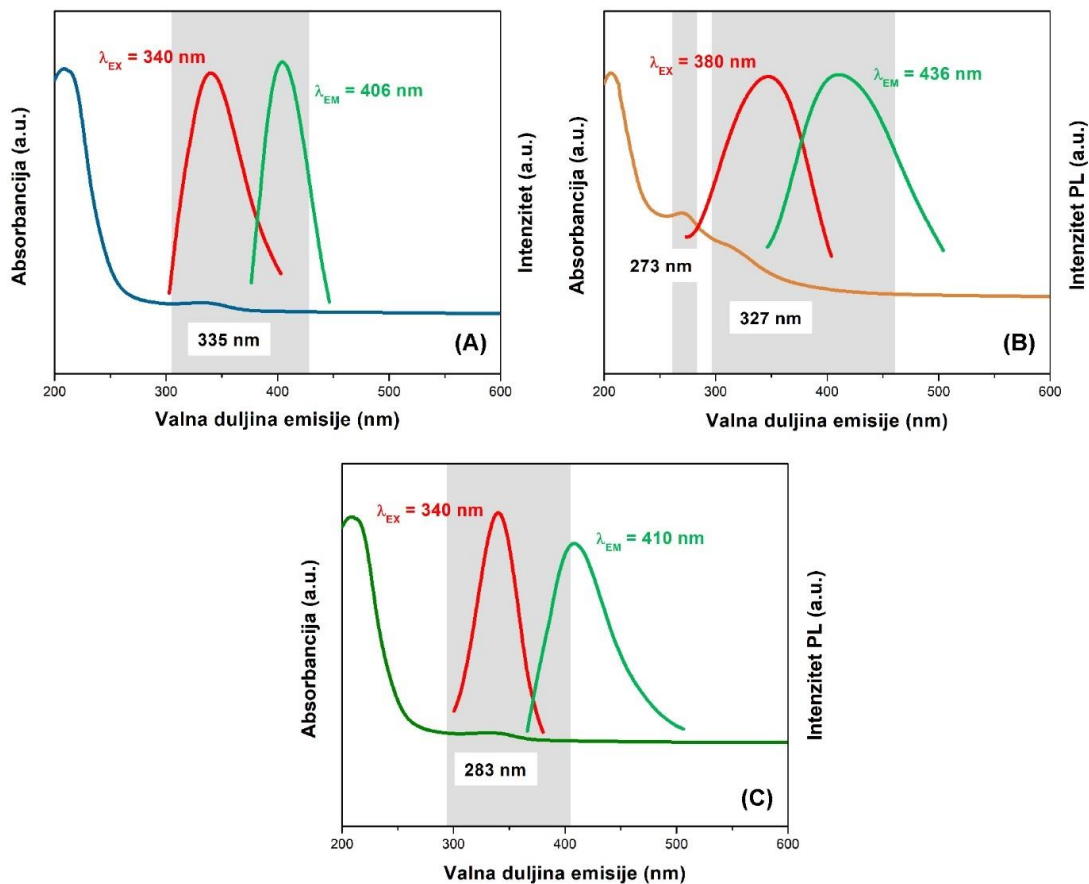 λEX = 340 nm
λEM = 406 nm
Absorbancija (a.u.)
Intenzitet (a.u.)
335 nm
(A)
200 300 400 500 600
Valna duljina emisije (nm)
λEX = 380 nm
λEM = 436 nm
Absorbancija (a.u.)
Intenzitet PL (a.u.)
273 nm
327 nm
(B)
200 300 400 500 600
Valna duljina emisije (nm)
λEX = 340 nm
λEM = 410 nm
Absorbancija (a.u.)
Intenzitet PL (a.u.)
283 nm
(C)
200 300 400 500 600
Valna duljina emisije (nm)